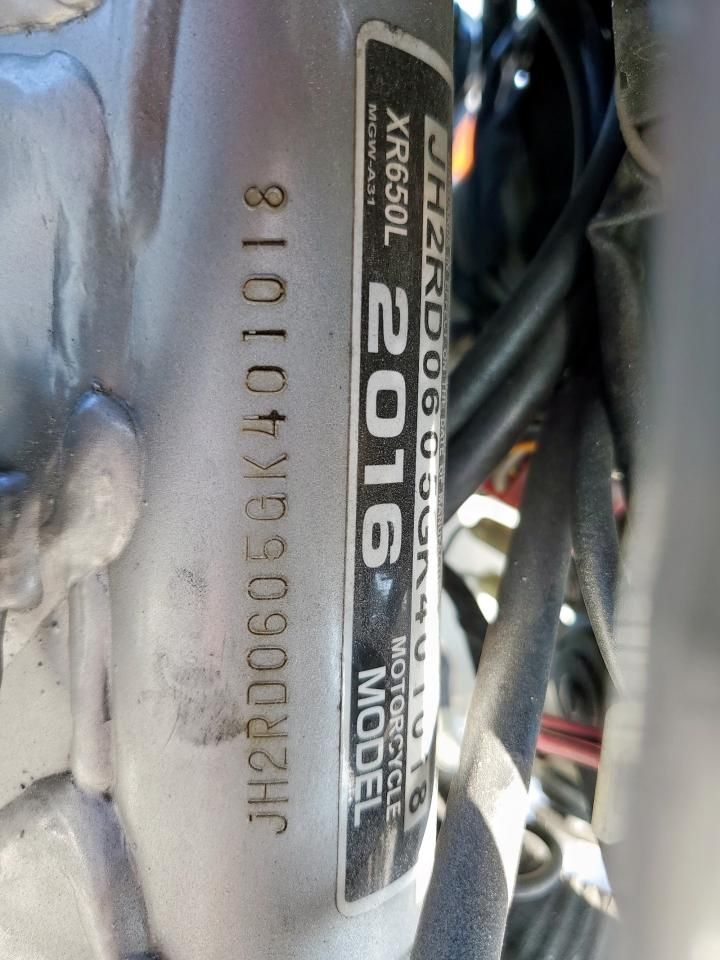 JH2RD0605GK401018
XR650L
MGW-A31
2016
MOTORCYCLE
MODEL
JH2RD0605GK401018